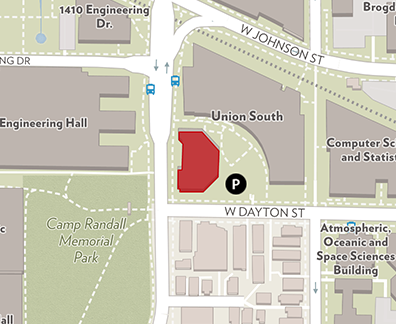 1410 Engineering
Dr.
Brogd
W JOHNSON ST
NG DR
Engineering Hall
Union South
Computer Sc
and Statist
P
W DAYTON ST
Camp Randall
Memorial
Park
Atmospheric,
Oceanic and
Space Sciences
Building
c
all